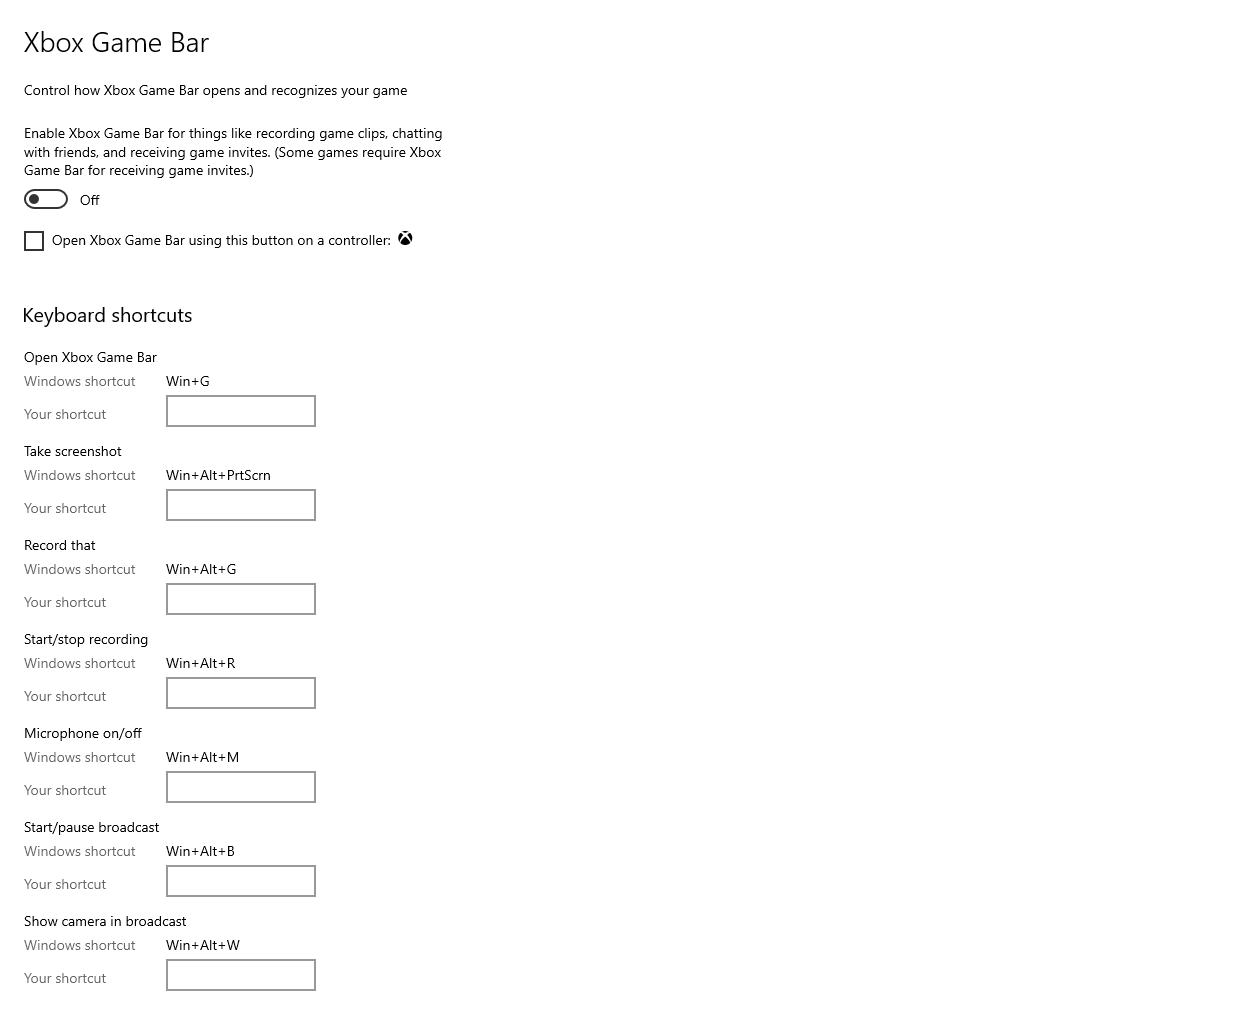 Xbox Game Bar
Control how Xbox Game Bar opens and recognizes your game
Enable Xbox Game Bar for things like recording game clips, chatting
with friends, and receiving game invites. (Some games require Xbox
Game Bar for receiving game invites.)
Off
Open Xbox Game Bar using this button on a controller:
Keyboard shortcuts
Open Xbox Game Bar
Windows shortcut Win+G
Your shortcut
Take screenshot
Windows shortcut Win+Alt+PrtScrn
Your shortcut
Record that
Windows shortcut Win+Alt+G
Your shortcut
Start/stop recording
Windows shortcut Win+Alt+R
Your shortcut
Microphone on/off
Windows shortcut Win+Alt+M
Your shortcut
Start/pause broadcast
Windows shortcut Win+Alt+B
Your shortcut
Show camera in broadcast
Windows shortcut Win+Alt+W
Your shortcut